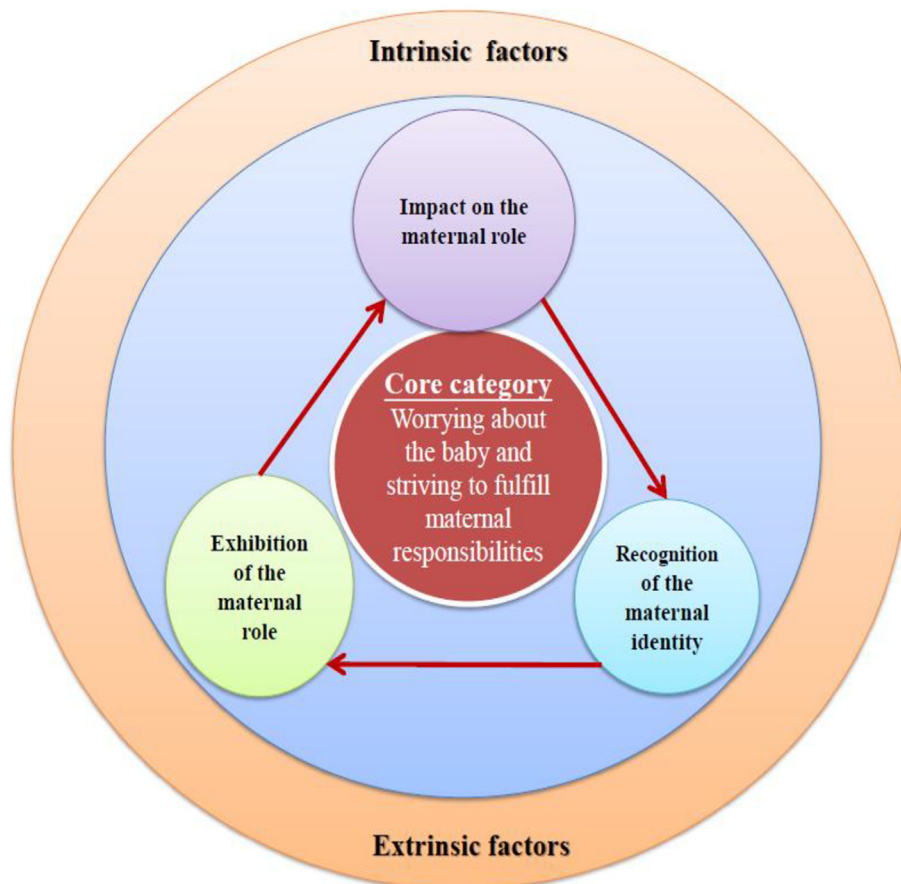 Intrinsic factors
Impact on the
maternal role
Core category
Worrying about
the baby and
striving to fulfill
maternal
responsibilities
Exhibition
of the
maternal
role
Recognition
of the
maternal
identity
Extrinsic factors